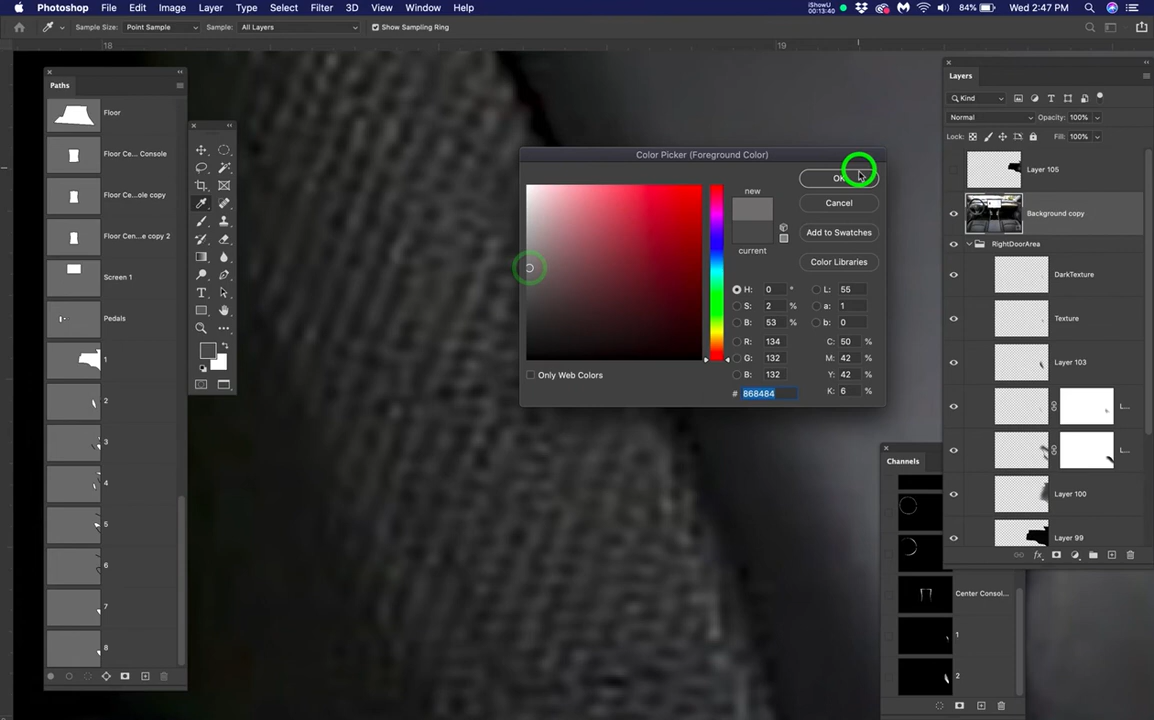 Photoshop File Edit Image Layer Type Select Filter 3D View Window Help
iShowU
00:13:40
84% Wed 2:47 PM
Sample Size: Point Sample Sample: All Layers Show Sampling Ring
18
19
Paths
Floor
Floor Ce... Console
Floor Ce...ole copy
Floor Cen...e copy 2
Screen 1
Pedals
1
2
3
4
5
6
7
8
Color Picker (Foreground Color)
new
current
OK
Cancel
Add to Swatches
Color Libraries
H: 0 °
S: 2 %
B: 53 %
R: 134
G: 132
B: 132
# 868484
L: 55
a: 1
b: 0
C: 50 %
M: 42 %
Y: 42 %
K: 6 %
Only Web Colors
Layers
Kind
Normal Opacity: 100%
Lock: Fill: 100%
Layer 105
Background copy
RightDoorArea
DarkTexture
Texture
Layer 103
L...
L...
Layer 100
Layer 99
fx
Channels
Center Consol...
1
2